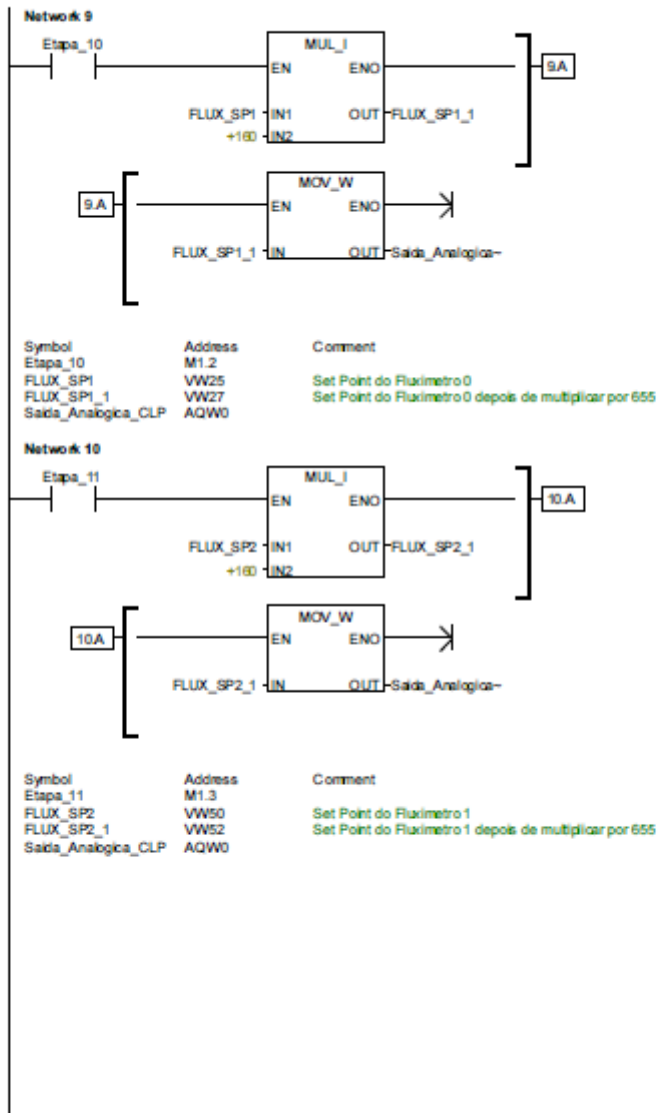 Network 9
Etapa_10
MUL_I
EN ENO
9.A
FLUX_SP1 IN1 OUT FLUX_SP1_1
+160 IN2
9.A
MOV_W
EN ENO
FLUX_SP1_1 IN OUT Saida_Analogica~
Symbol Address Comment
Etapa_10 M1.2
FLUX_SP1 VW25 Set Point do Fluximetro 0
FLUX_SP1_1 VW27 Set Point do Fluximetro 0 depois de multiplicar por 655
Saida_Analogica_CLP AQW0
Network 10
Etapa_11
MUL_I
EN ENO
10.A
FLUX_SP2 IN1 OUT FLUX_SP2_1
+160 IN2
10.A
MOV_W
EN ENO
FLUX_SP2_1 IN OUT Saida_Analogica~
Symbol Address Comment
Etapa_11 M1.3
FLUX_SP2 VW50 Set Point do Fluximetro 1
FLUX_SP2_1 VW52 Set Point do Fluximetro 1 depois de multiplicar por 655
Saida_Analogica_CLP AQW0